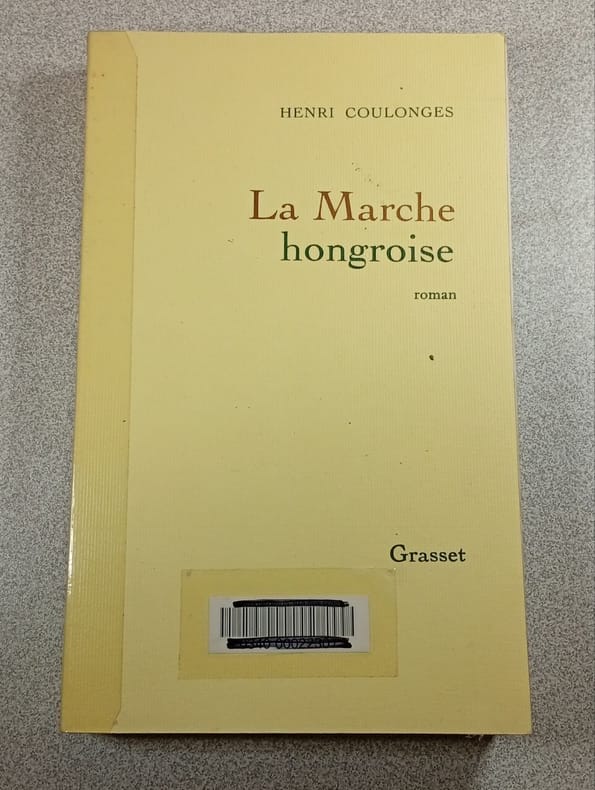 HENRI COULONGES
La Marche
hongroise
roman
Grasset